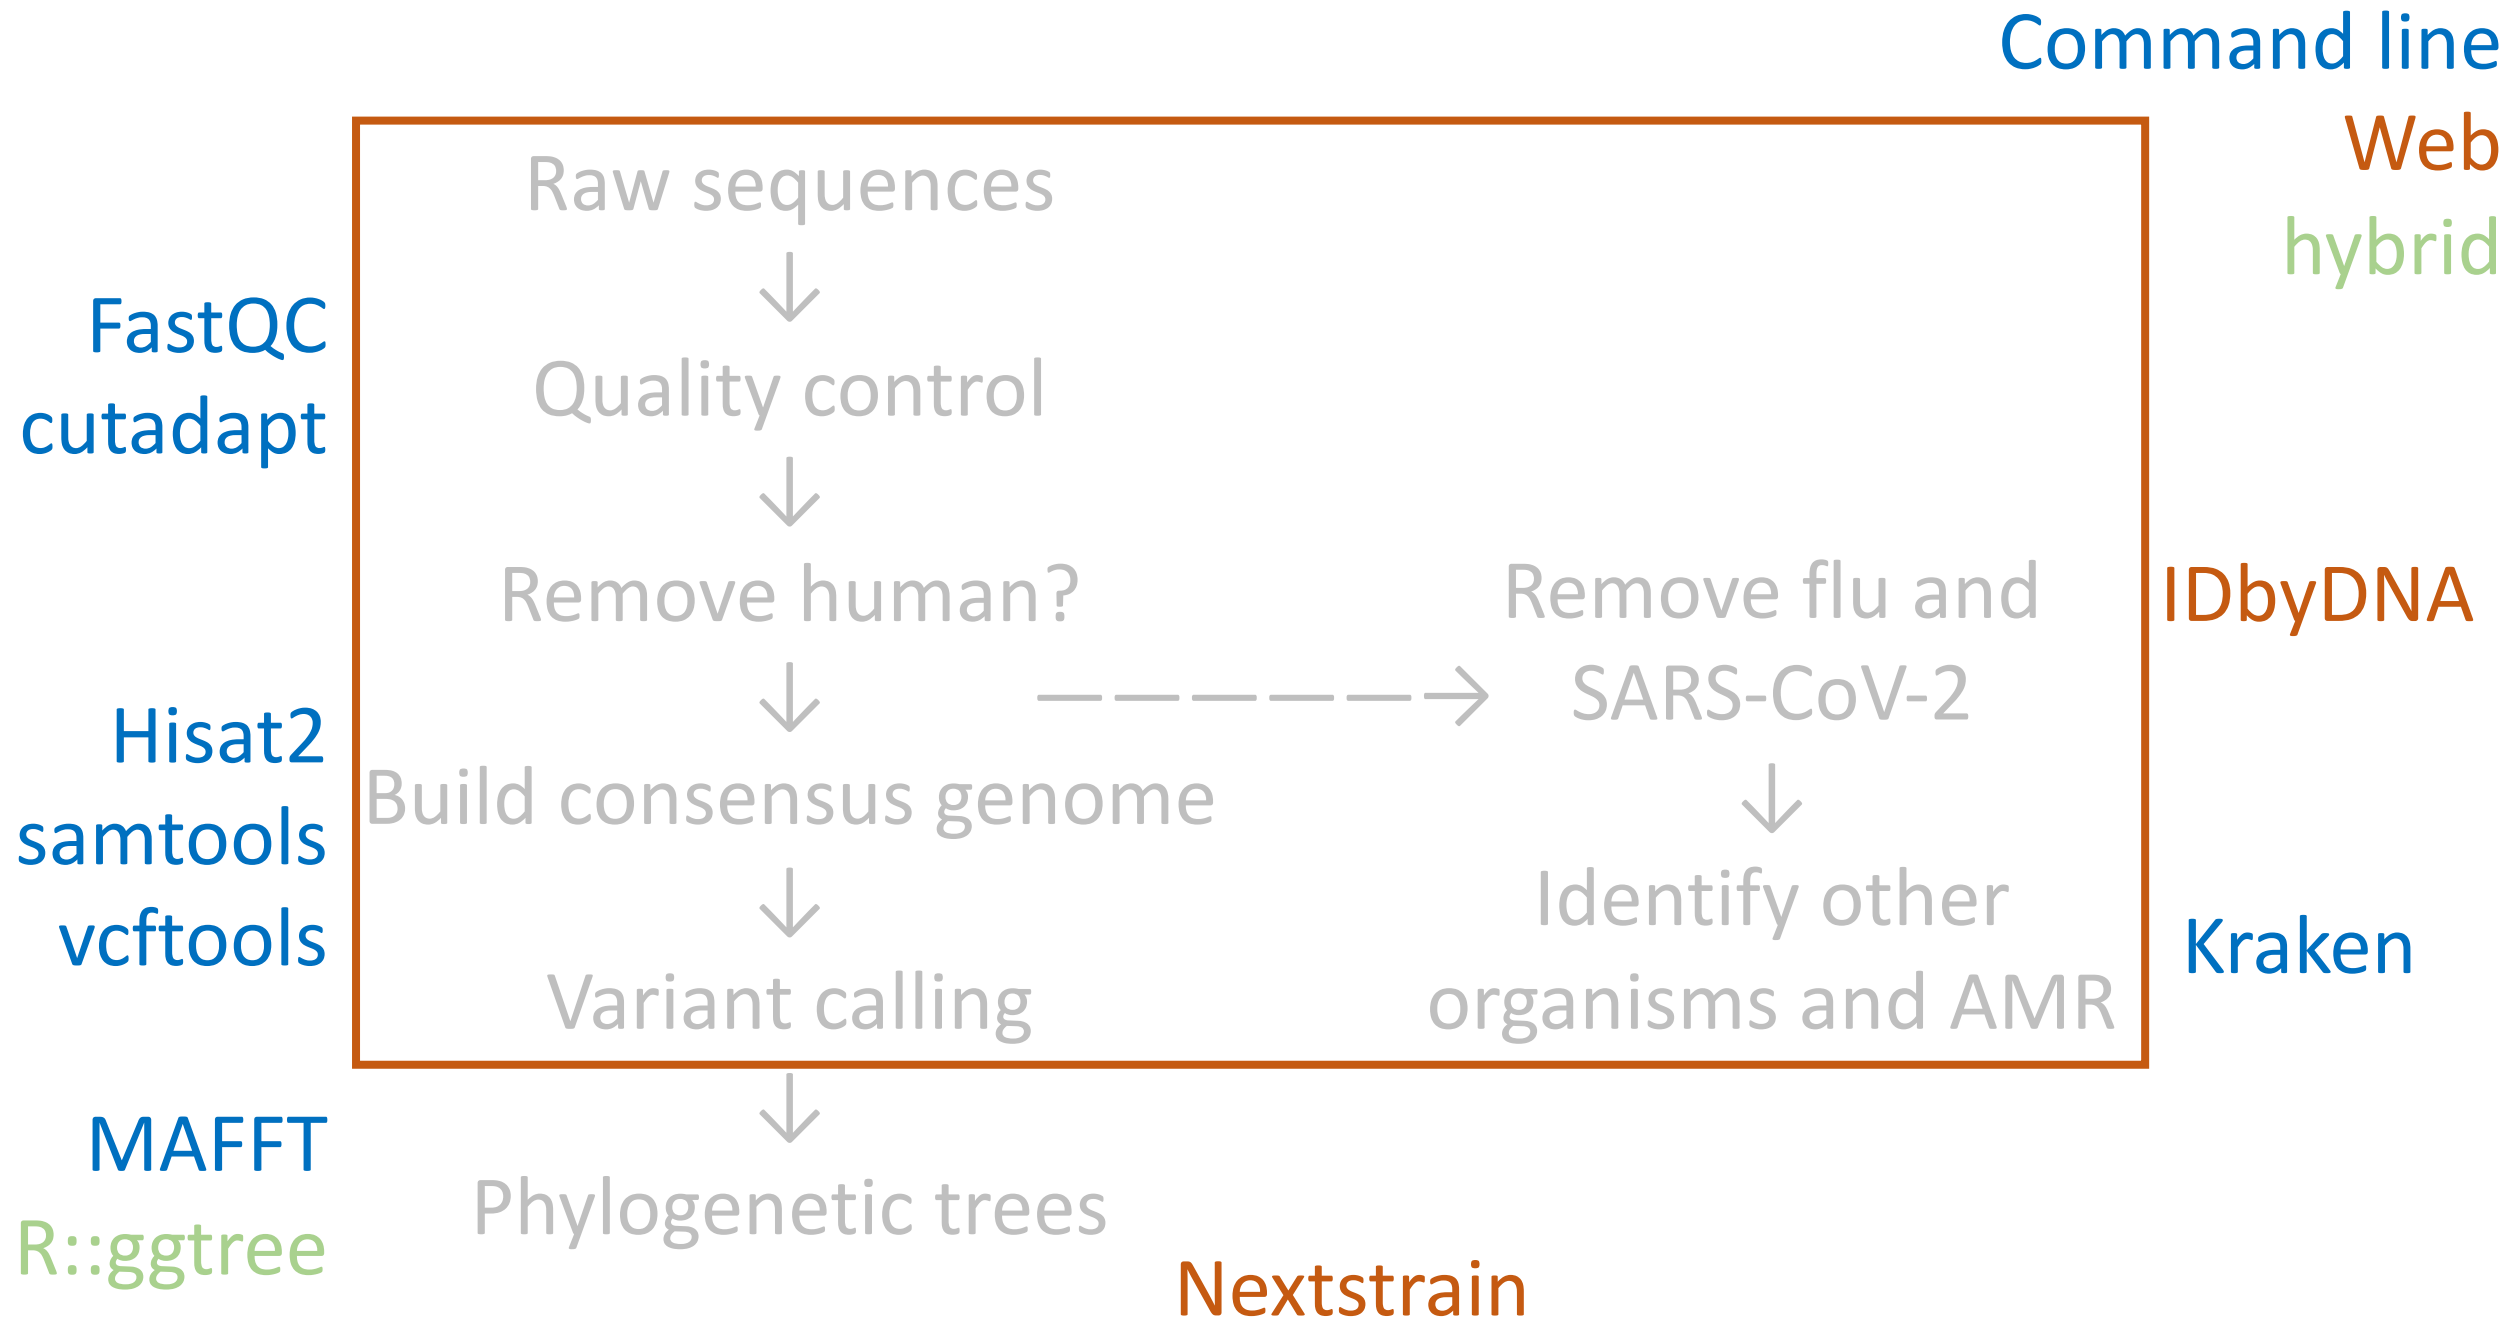 Command line
Web
hybrid
Raw sequences
FastQC
cutadapt
Quality control
Remove human?
Remove flu and
SARS-CoV-2
IDbyDNA
Hisat2
samtools
vcftools
Build consensus genome
Identify other
organisms and AMR
Kraken
Variant calling
MAFFT
R::ggtree
Phylogenetic trees
Nextstrain